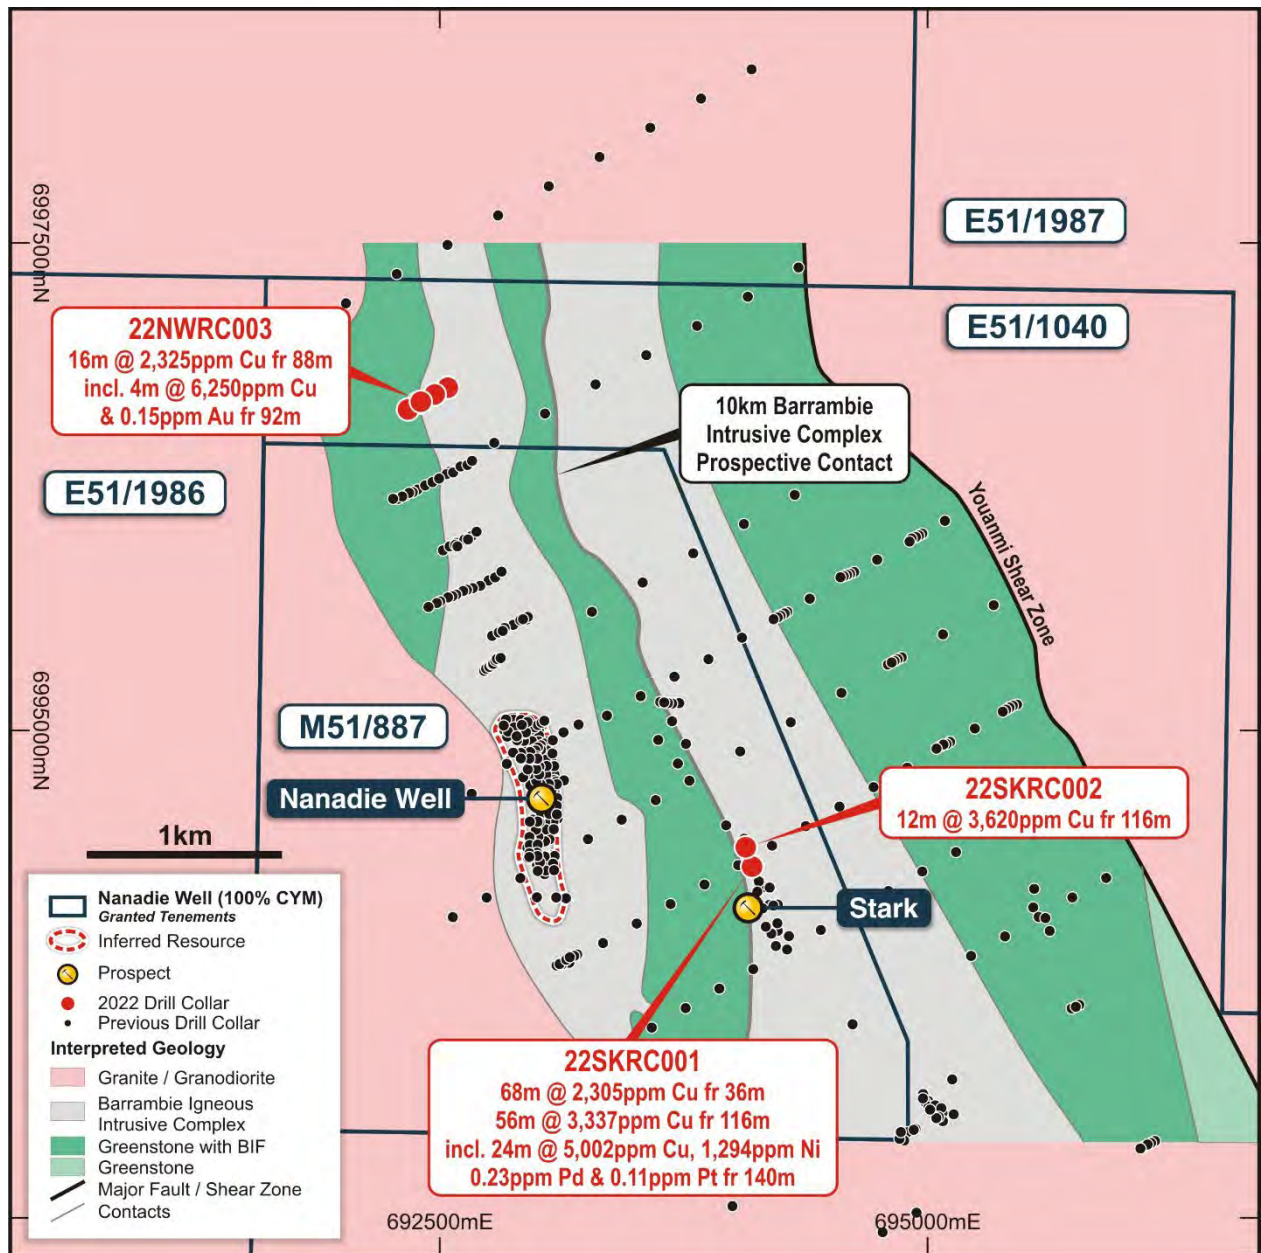 6997500mN
E51/1987
22NWRC003
16m @ 2,325ppm Cu fr 88m
incl. 4m @ 6,250ppm Cu
& 0.15ppm Au fr 92m
E51/1040
10km Barrambie
Intrusive Complex
Prospective Contact
E51/1986
Youanmi Shear Zone
6995000mN
M51/887
Nanadie Well
22SKRC002
12m @ 3,620ppm Cu fr 116m
1km
Stark
Nanadie Well (100% CYM)
Granted Tenements
Inferred Resource
Prospect
2022 Drill Collar
Previous Drill Collar
Interpreted Geology
Granite / Granodiorite
Barrambie Igneous
Intrusive Complex
Greenstone with BIF
Greenstone
Major Fault / Shear Zone
Contacts
22SKRC001
68m @ 2,305ppm Cu fr 36m
56m @ 3,337ppm Cu fr 116m
incl. 24m @ 5,002ppm Cu, 1,294ppm Ni
0.23ppm Pd & 0.11ppm Pt fr 140m
692500mE
695000mE